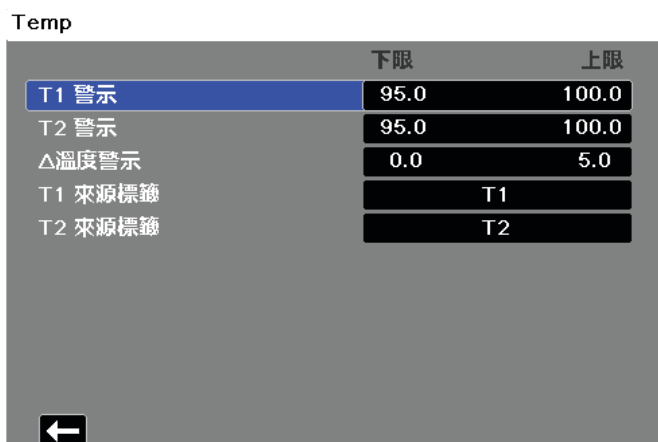 Temp
下限 上限
T1 警示 95.0 100.0
T2 警示 95.0 100.0
Δ溫度警示 0.0 5.0
T1 來源標籤 T1
T2 來源標籤 T2